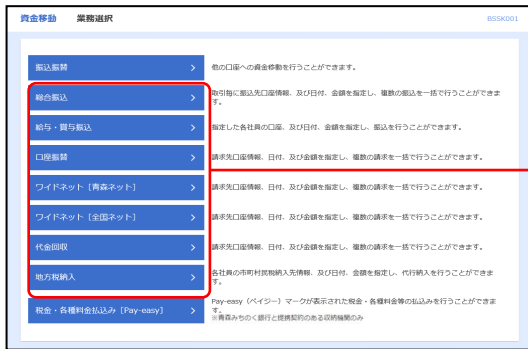 資金移動　業務選択
BSSK001
振込振替 > 他の口座への資金移動を行うことができます。
総合振込 > 取引毎に振込先口座情報、及び日付、金額を指定し、複数の振込を一括で行うことができま
す。
給与・賞与振込 > 指定した各社員の口座、及び日付、金額を指定し、振込を行うことができます。
口座振替 > 請求先口座情報、日付、及び金額を指定し、複数の請求を一括で行うことができます。
ワイドネット［青森ネット］ > 請求先口座情報、日付、及び金額を指定し、複数の請求を一括で行うことができます。
ワイドネット［全国ネット］ > 請求先口座情報、日付、及び金額を指定し、複数の請求を一括で行うことができます。
代金回収 > 請求先口座情報、日付、及び金額を指定し、複数の請求を一括で行うことができます。
地方税納入 > 各社員の市町村民税納入先情報、及び日付、金額を指定し、代行納入を行うことができま
す。
税金・各種料金払込み［Pay-easy］ > Pay-easy（ペイジー）マークが表示された税金・各種料金等の払込みを行うことができま
す。
※青森みちのく銀行と提携契約のある収納機関のみ